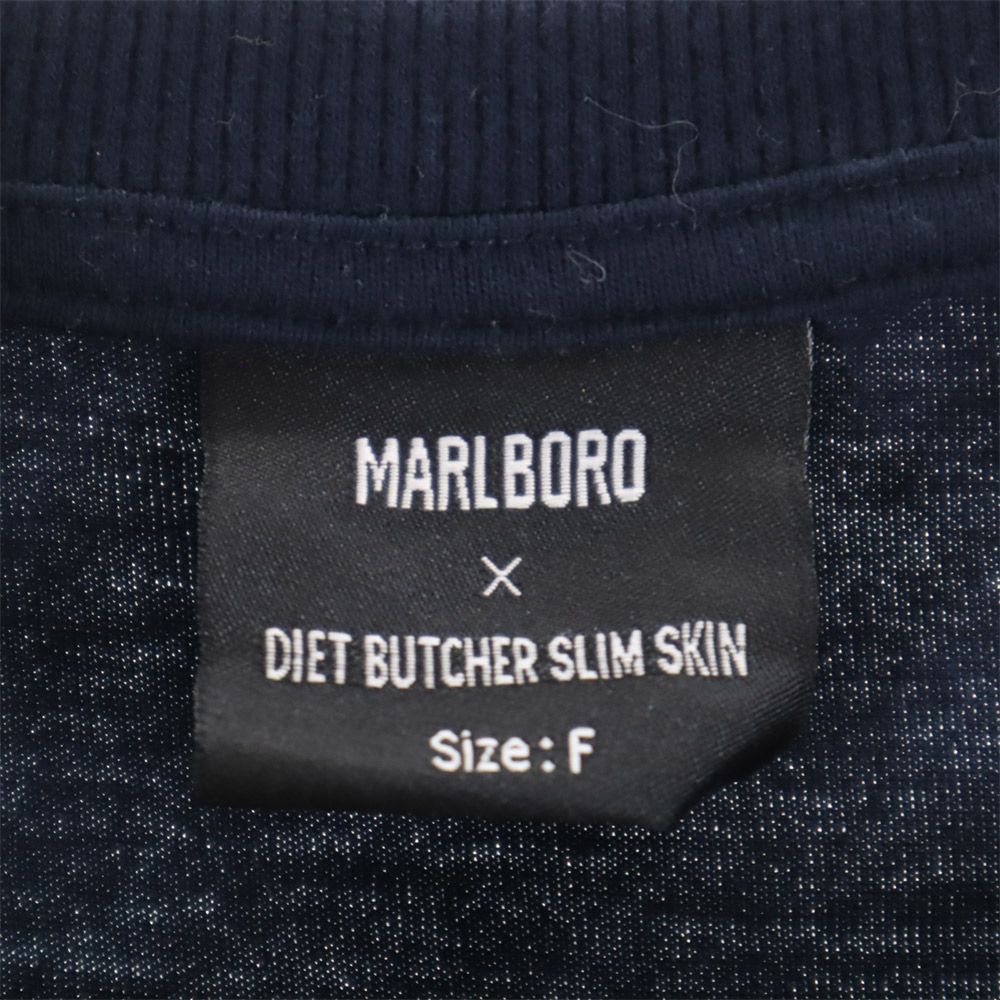 MARLBORO
×
DIET BUTCHER SLIM SKIN
Size: F